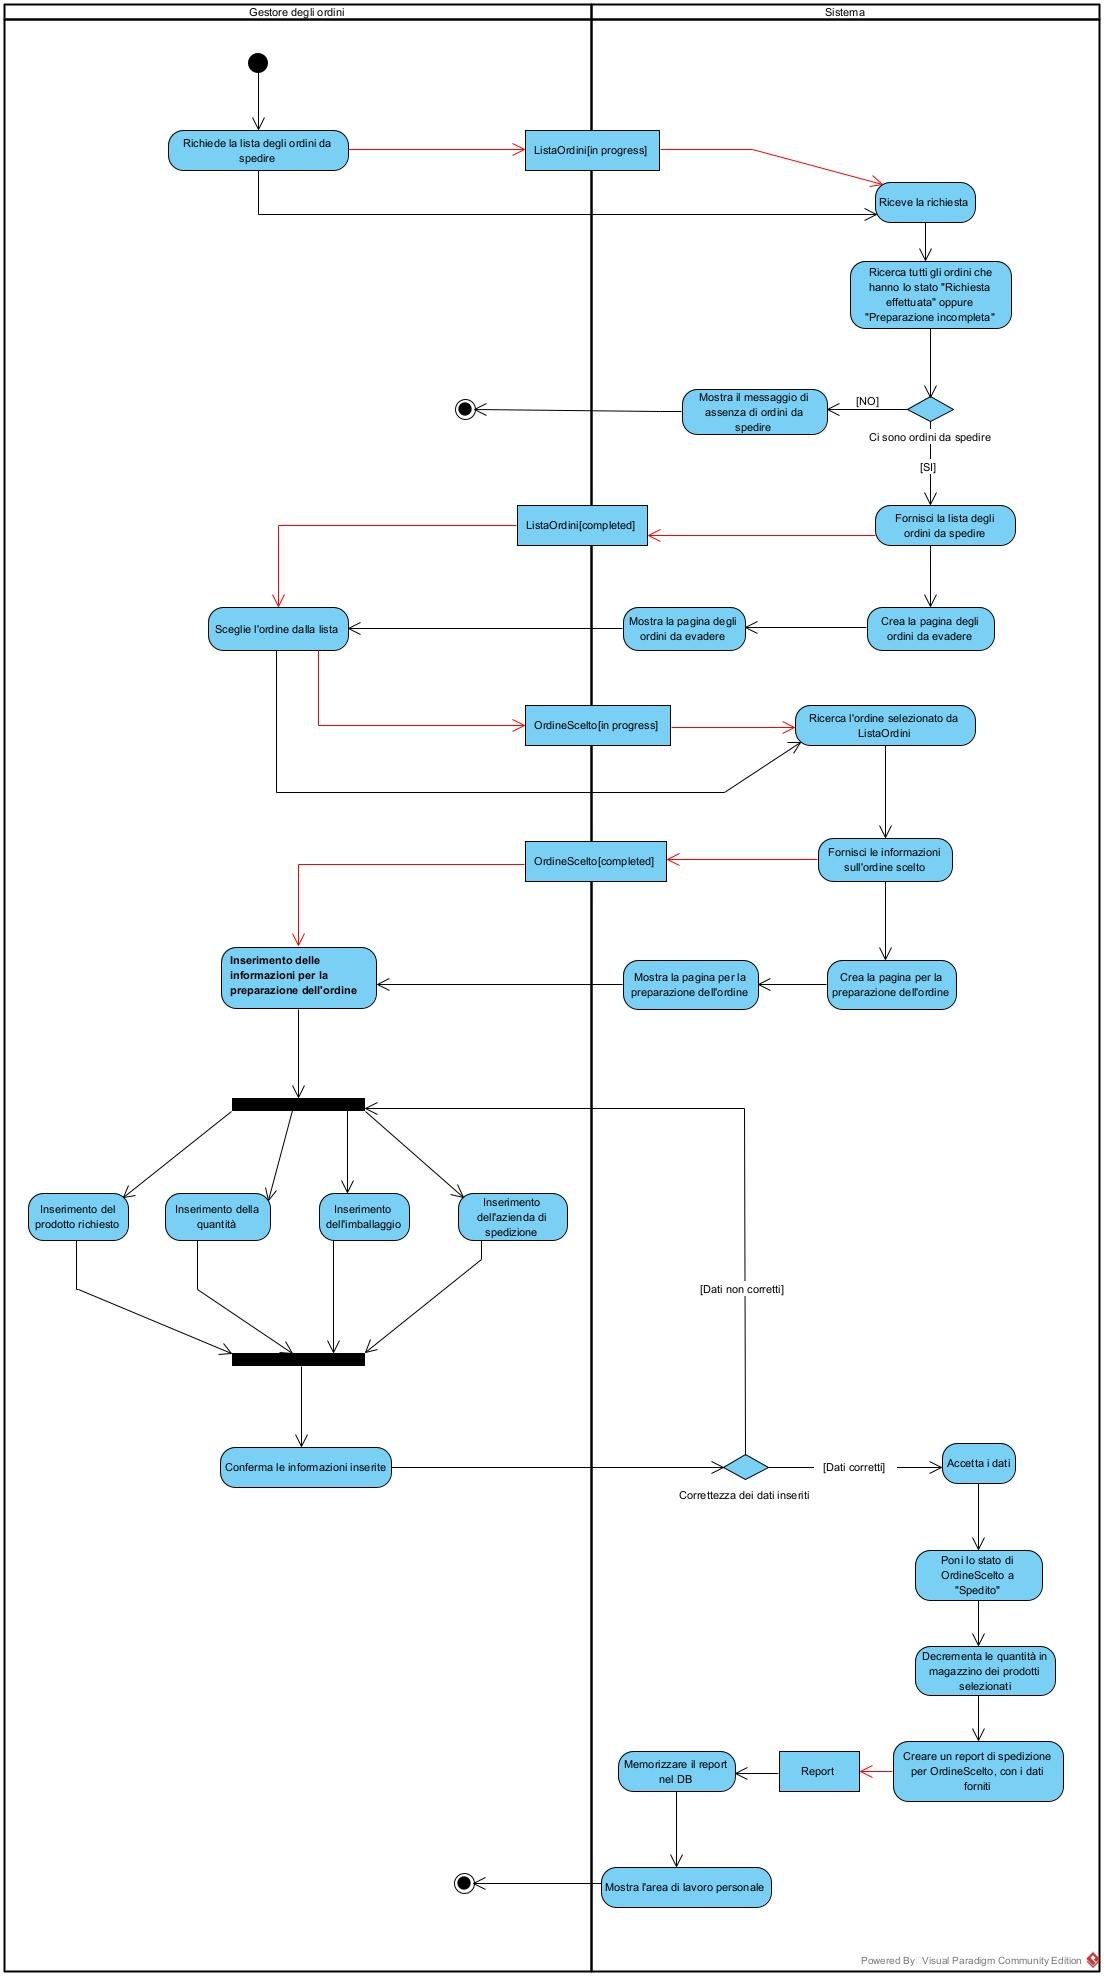 Gestore degli ordini
Sistema
Richiede la lista degli ordini da
spedire
ListaOrdini[in progress]
Riceve la richiesta
Ricerca tutti gli ordini che
hanno lo stato "Richiesta
effettuata" oppure
"Preparazione incompleta"
Mostra il messaggio di
assenza di ordini da
spedire
[NO]
Ci sono ordini da spedire
[SI]
ListaOrdini[completed]
Fornisci la lista degli
ordini da spedire
Sceglie l'ordine dalla lista
Mostra la pagina degli
ordini da evadere
Crea la pagina degli
ordini da evadere
OrdineScelto[in progress]
Ricerca l'ordine selezionato da
ListaOrdini
OrdineScelto[completed]
Fornisci le informazioni
sull'ordine scelto
Inserimento delle
informazioni per la
preparazione dell'ordine
Mostra la pagina per la
preparazione dell'ordine
Crea la pagina per la
preparazione dell'ordine
Inserimento del
prodotto richiesto
Inserimento della
quantità
Inserimento
dell'imballaggio
Inserimento
dell'azienda di
spedizione
[Dati non corretti]
Conferma le informazioni inserite
[Dati corretti]
Accetta i dati
Correttezza dei dati inseriti
Poni lo stato di
OrdineScelto a
"Spedito"
Decrementa le quantità in
magazzino dei prodotti
selezionati
Memorizzare il report
nel DB
Report
Creare un report di spedizione
per OrdineScelto, con i dati
forniti
Mostra l'area di lavoro personale
Powered By Visual Paradigm Community Edition